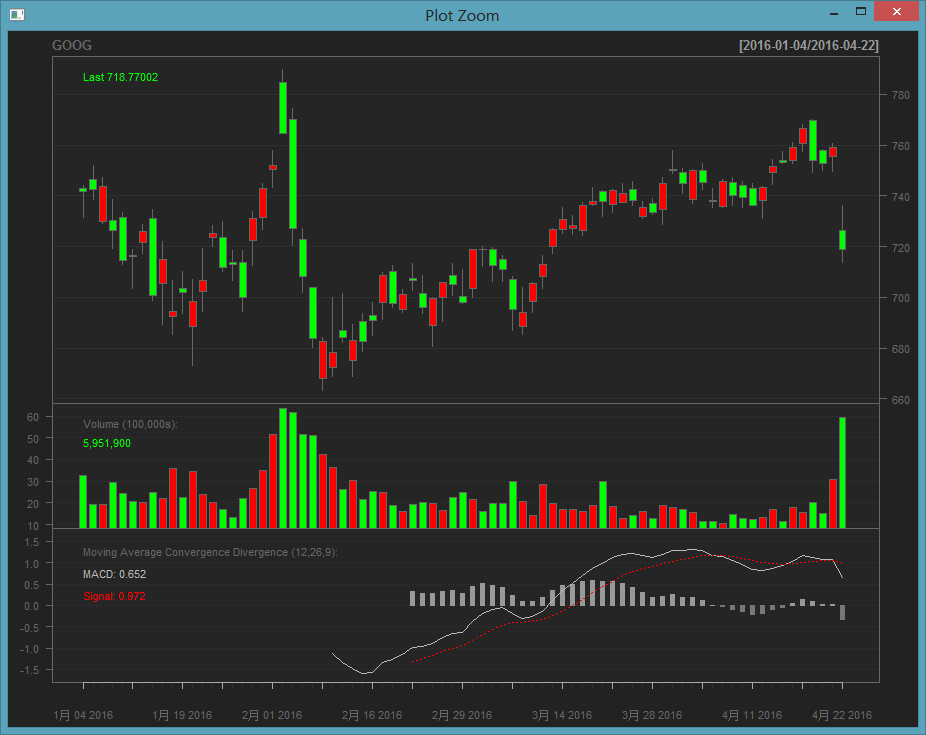 Plot Zoom
GOOG [2016-01-04/2016-04-22]
Last 718.77002
780
760
740
720
700
680
660
Volume (100,000s):
5,951,900
60
50
40
30
20
10
Moving Average Convergence Divergence (12,26,9):
MACD: 0.652
Signal: 0.972
1.5
1.0
0.5
0.0
-0.5
-1.0
-1.5
1月 04 2016 1月 19 2016 2月 01 2016 2月 16 2016 2月 29 2016 3月 14 2016 3月 28 2016 4月 11 2016 4月 22 2016